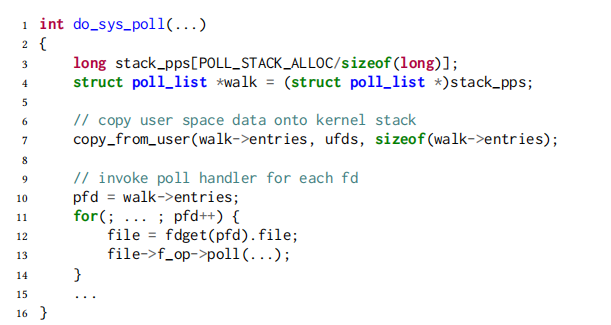 1 int do_sys_poll(...)
2 {
3 long stack_pps[POLL_STACK_ALLOC/sizeof(long)];
4 struct poll_list *walk = (struct poll_list *)stack_pps;
5
6 // copy user space data onto kernel stack
7 copy_from_user(walk->entries, ufds, sizeof(walk->entries);
8
9 // invoke poll handler for each fd
10 pfd = walk->entries;
11 for(; ... ; pfd++) {
12 file = fdget(pfd).file;
13 file->f_op->poll(...);
14 }
15 ...
16 }